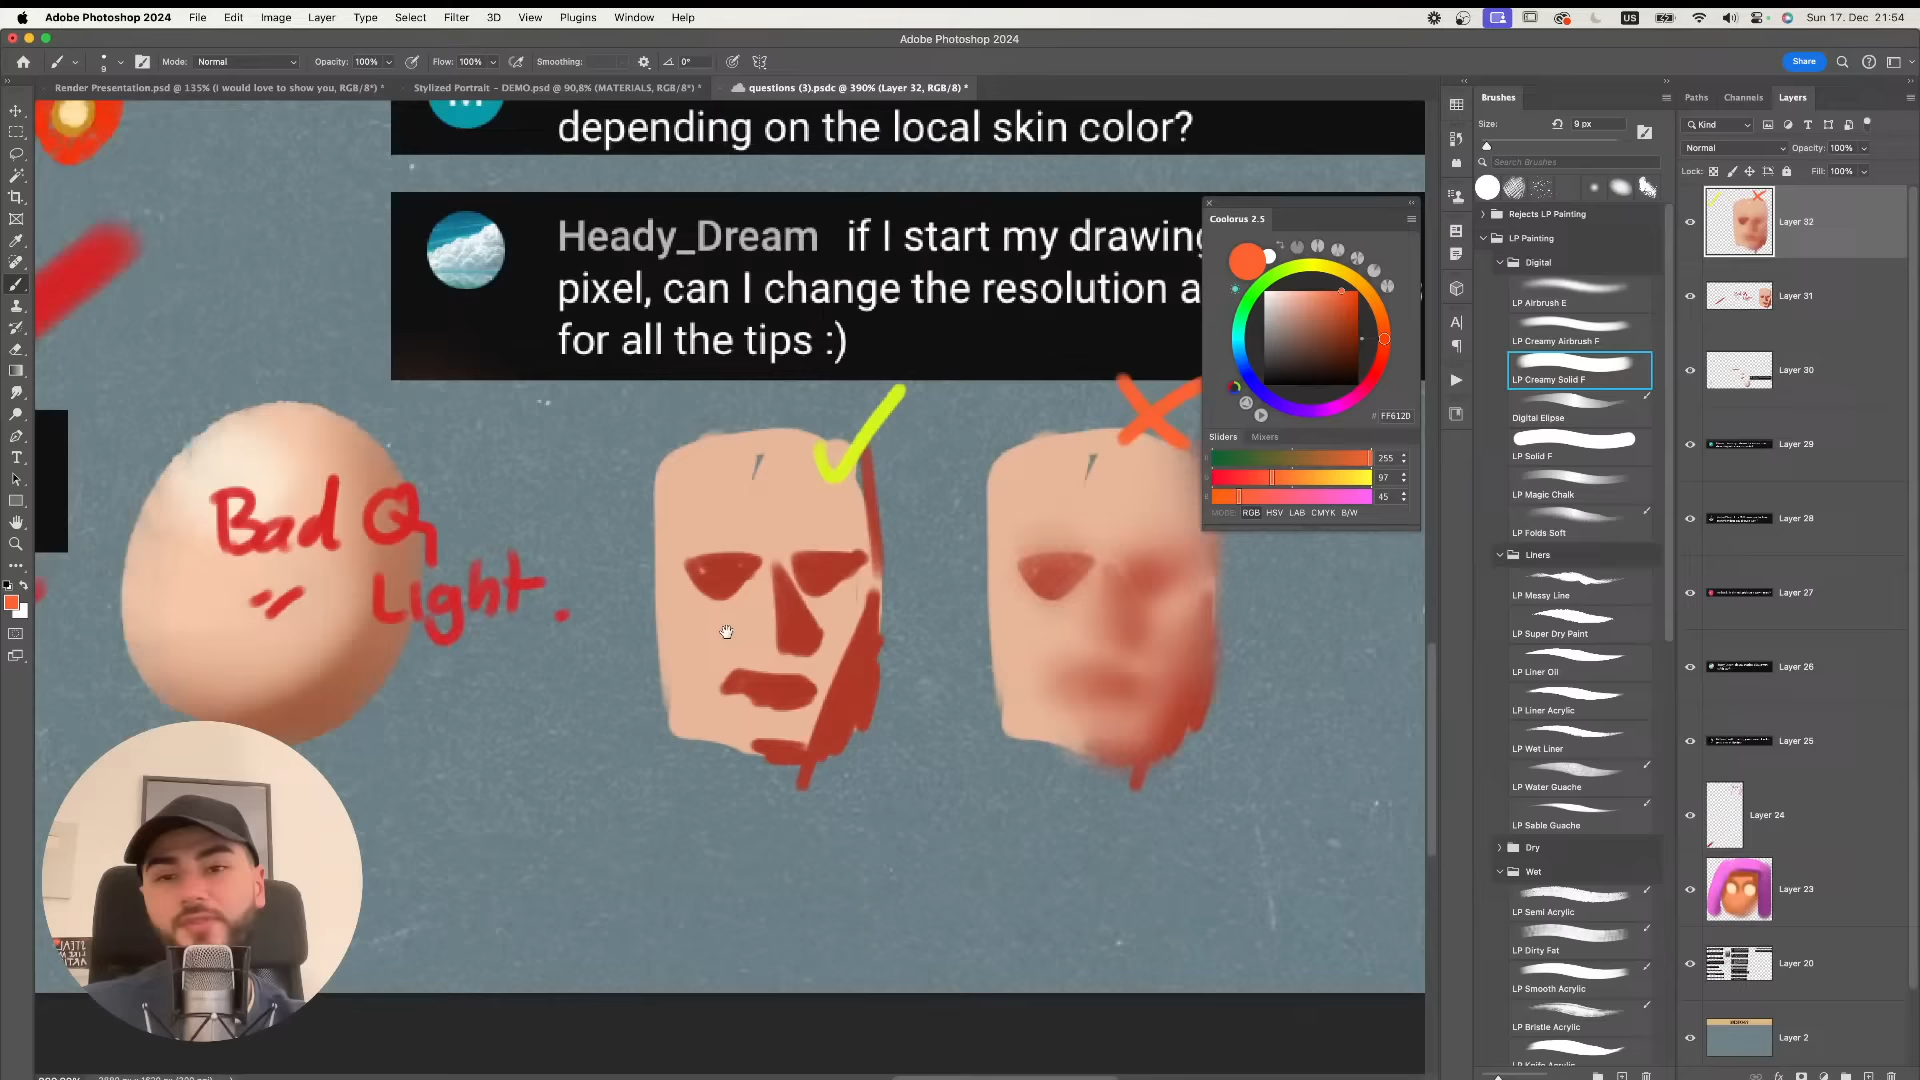 Adobe Photoshop 2024 File Edit Image Layer Type Select Filter 3D View Plugins Window Help US Sun 17. Dec 21:54
Adobe Photoshop 2024
9 Mode: Normal Opacity: 100% Flow: 100% Smoothing: 0° Share
Render Presentation.psd @ 135% (I would love to show you, RGB/8*) *
Stylized Portrait - DEMO.psd @ 90,8% (MATERIALS, RGB/8*) *
questions (3).psdc @ 390% (Layer 32, RGB/8) *
depending on the local skin color?
Heady_Dream if I start my drawing
pixel, can I change the resolution a
for all the tips :)
Bad Q
Light.
Coolorus 2.5
# FF612D
Sliders Mixers
255
97
45
MODE: RGB HSV LAB CMYK B/W
Brushes
Size: 9 px
Search Brushes
Rejects LP Painting
LP Painting
Digital
LP Airbrush E
LP Creamy Airbrush F
LP Creamy Solid F
Digital Elipse
LP Solid F
LP Magic Chalk
LP Folds Soft
Liners
LP Messy Line
LP Super Dry Paint
LP Liner Oil
LP Liner Acrylic
LP Wet Liner
LP Water Guache
LP Sable Guache
Dry
Wet
LP Semi Acrylic
LP Dirty Fat
LP Smooth Acrylic
LP Bristle Acrylic
Paths Channels Layers
Kind
Normal Opacity: 100%
Lock: Fill: 100%
Layer 32
Layer 31
Layer 30
Layer 29
Layer 28
Layer 27
Layer 26
Layer 25
Layer 24
Layer 23
Layer 20
Layer 2